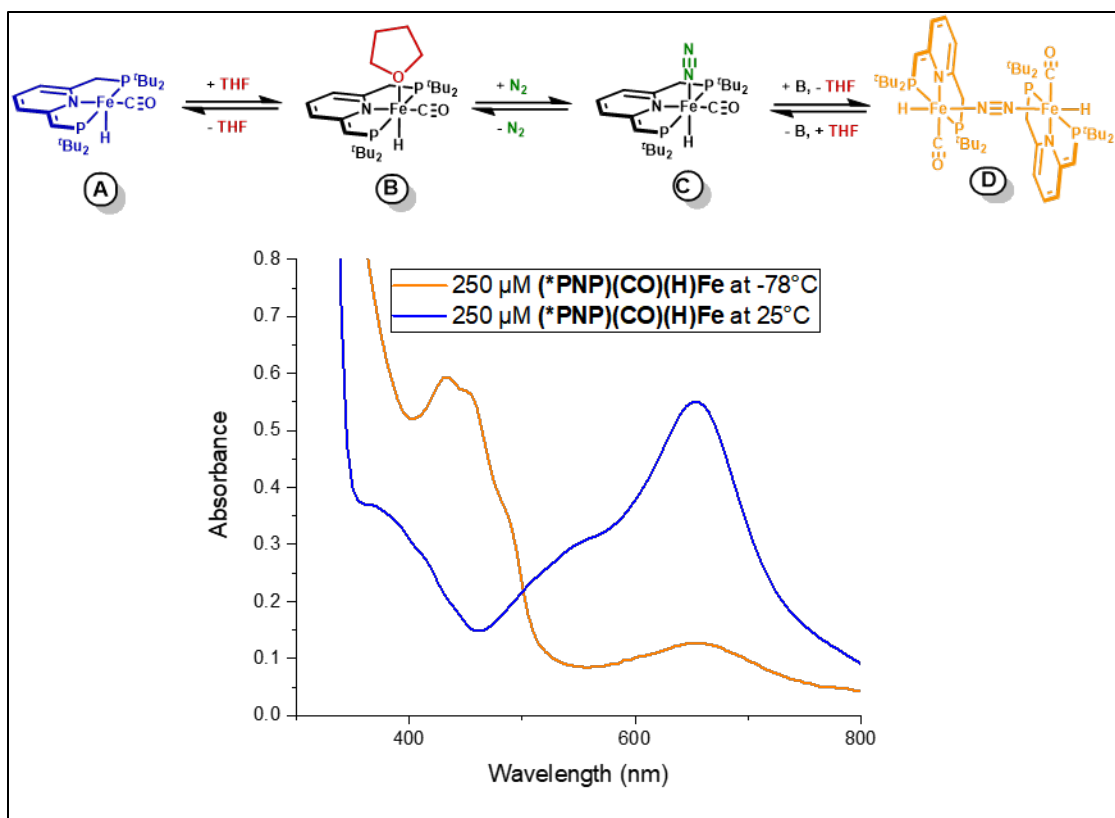 + THF
- THF
+ N2
- N2
+ B, - THF
- B, + THF
P
tBu2
N
Fe
C≡O
P
H
tBu2
A
O
P
tBu2
N
Fe
C≡O
P
H
tBu2
B
N≡N
P
tBu2
N
Fe
C≡O
P
H
tBu2
C
tBu2
P
N
H
Fe
N≡N
P
tBu2
C≡O
tBu2
C≡O
P
Fe
H
N
P
tBu2
D
250 µM (*PNP)(CO)(H)Fe at -78°C
250 µM (*PNP)(CO)(H)Fe at 25°C
0.8
0.7
0.6
0.5
0.4
0.3
0.2
0.1
0.0
Absorbance
400
600
800
Wavelength (nm)